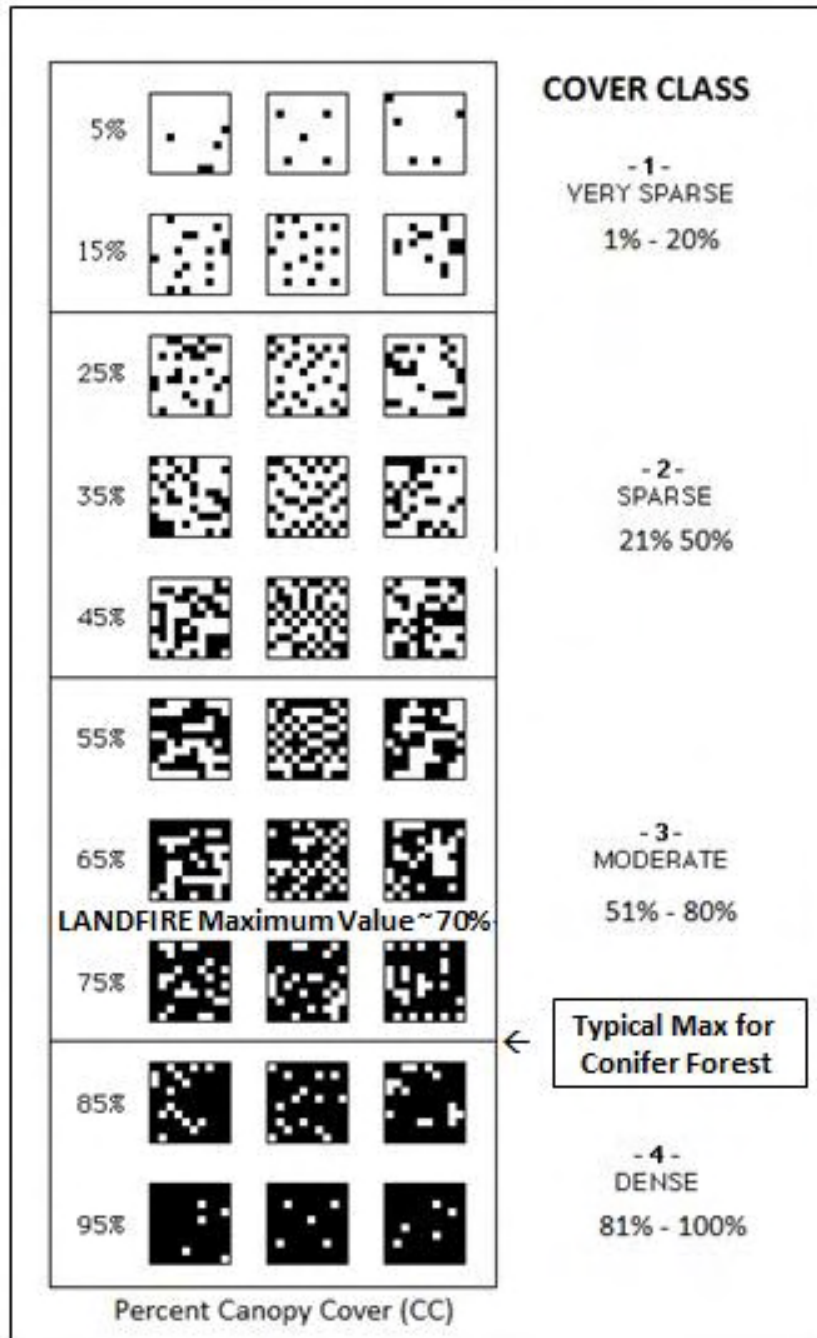 COVER CLASS
5%
- 1 -
VERY SPARSE
1% - 20%
15%
25%
35%
- 2 -
SPARSE
21% 50%
45%
55%
65%
- 3 -
MODERATE
51% - 80%
LANDFIRE Maximum Value ~ 70%
75%
Typical Max for
Conifer Forest
85%
- 4 -
DENSE
81% - 100%
95%
Percent Canopy Cover (CC)